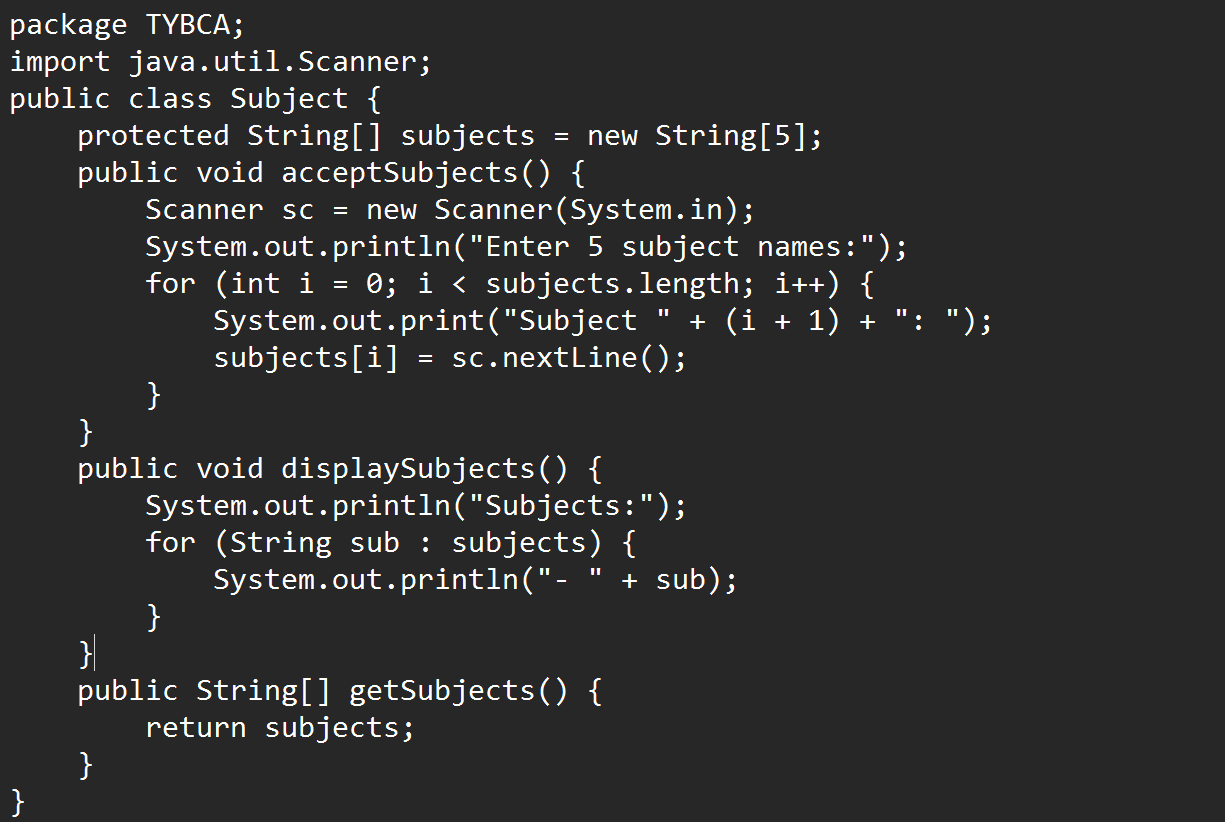 package TYBCA;
import java.util.Scanner;
public class Subject {
    protected String[] subjects = new String[5];
    public void acceptSubjects() {
        Scanner sc = new Scanner(System.in);
        System.out.println("Enter 5 subject names:");
        for (int i = 0; i < subjects.length; i++) {
            System.out.print("Subject " + (i + 1) + ": ");
            subjects[i] = sc.nextLine();
        }
    }
    public void displaySubjects() {
        System.out.println("Subjects:");
        for (String sub : subjects) {
            System.out.println("- " + sub);
        }
    }
    public String[] getSubjects() {
        return subjects;
    }
}